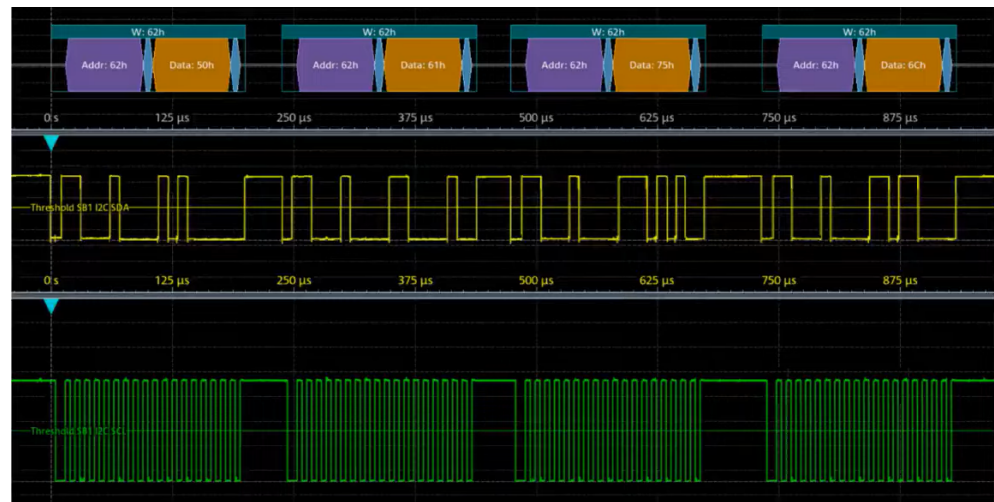 W: 62h W: 62h W: 62h W: 62h
Addr: 62h Data: 50h Addr: 62h Data: 61h Addr: 62h Data: 75h Addr: 62h Data: 6Ch
0 s 125 µs 250 µs 375 µs 500 µs 625 µs 750 µs 875 µs
Threshold SB1 I2C SDA
0 s 125 µs 250 µs 375 µs 500 µs 625 µs 750 µs 875 µs
Threshold SB1 I2C SCL